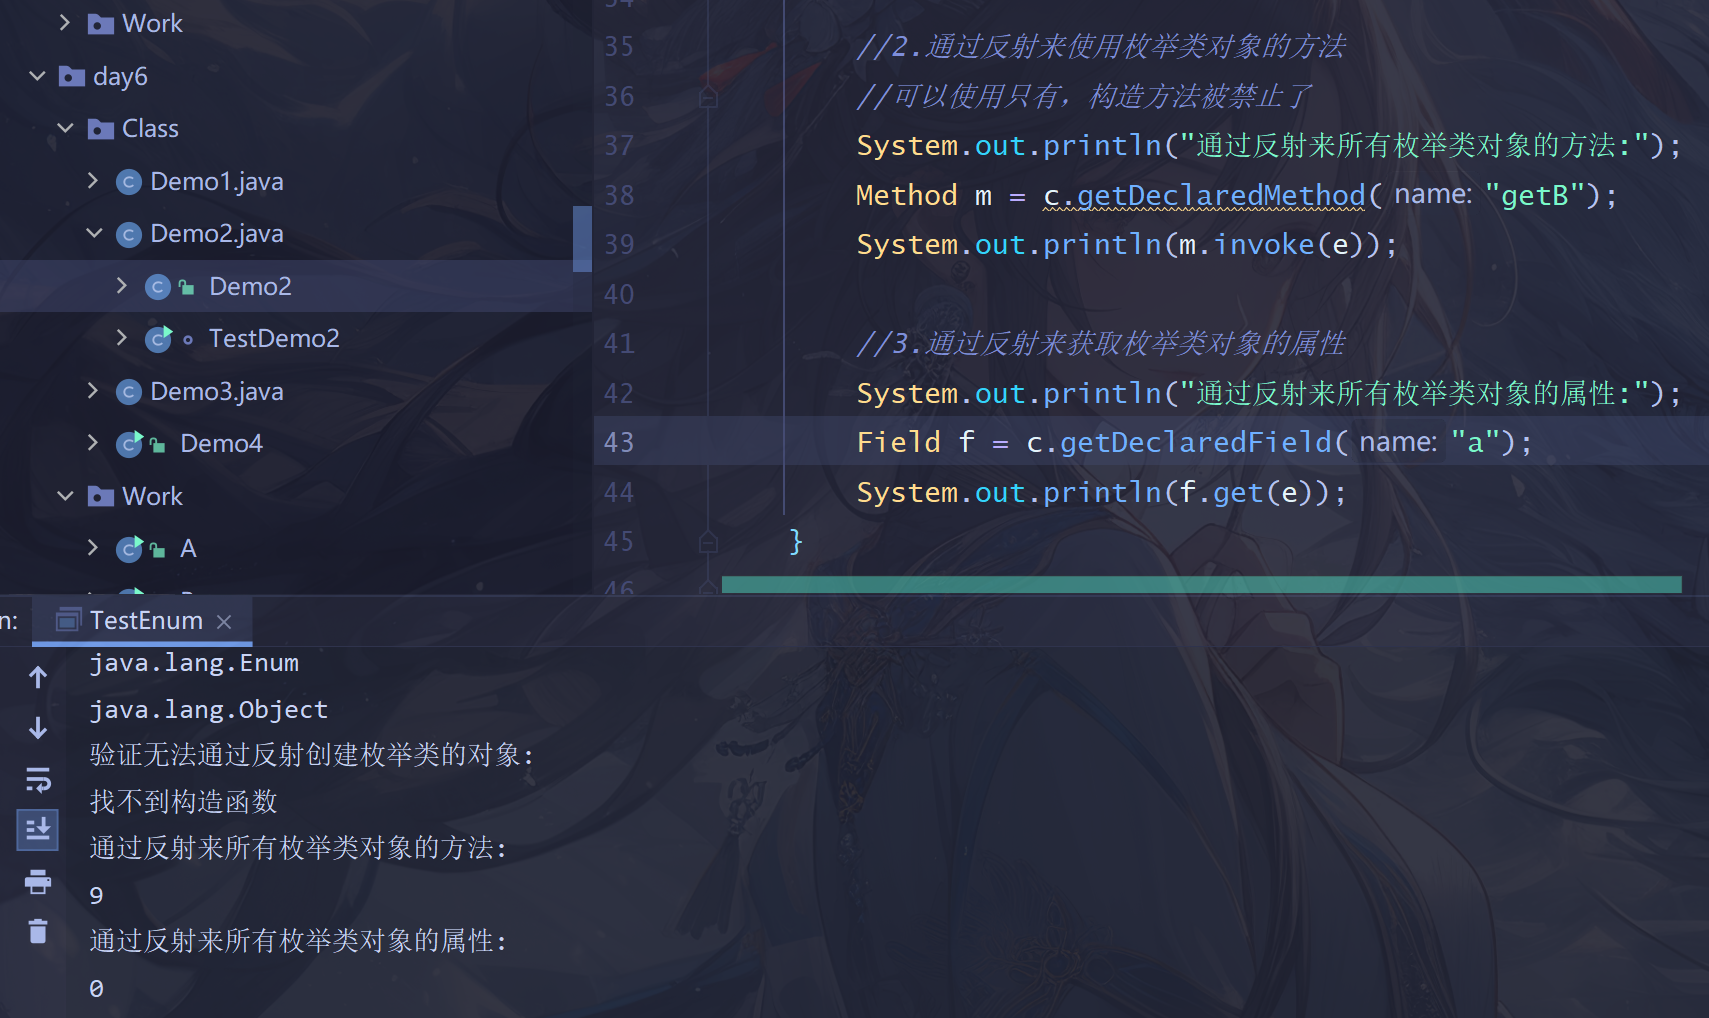 Work
day6
Class
Demo1.java
Demo2.java
Demo2
TestDemo2
Demo3.java
Demo4
Work
A
35 //2.通过反射来使用枚举类对象的方法
36 //可以使用只有，构造方法被禁止了
37 System.out.println("通过反射来所有枚举类对象的方法:");
38 Method m = c.getDeclaredMethod( name: "getB");
39 System.out.println(m.invoke(e));
40
41 //3.通过反射来获取枚举类对象的属性
42 System.out.println("通过反射来所有枚举类对象的属性:");
43 Field f = c.getDeclaredField( name: "a");
44 System.out.println(f.get(e));
45 }
46
n: TestEnum
java.lang.Enum
java.lang.Object
验证无法通过反射创建枚举类的对象:
找不到构造函数
通过反射来所有枚举类对象的方法:
9
通过反射来所有枚举类对象的属性:
0